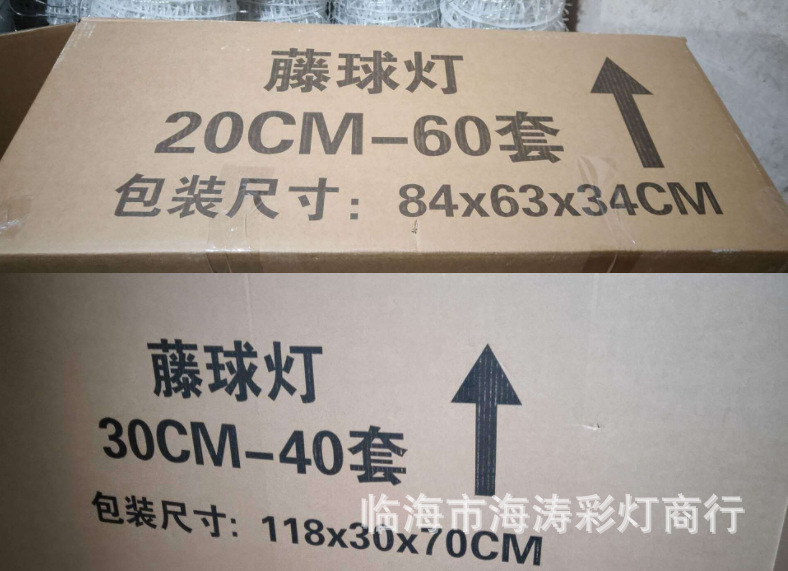 藤球灯
20CM-60套
包装尺寸：84x63x34CM
藤球灯
30CM-40套
包装尺寸：118x30x70CM
临海市海涛彩灯商行